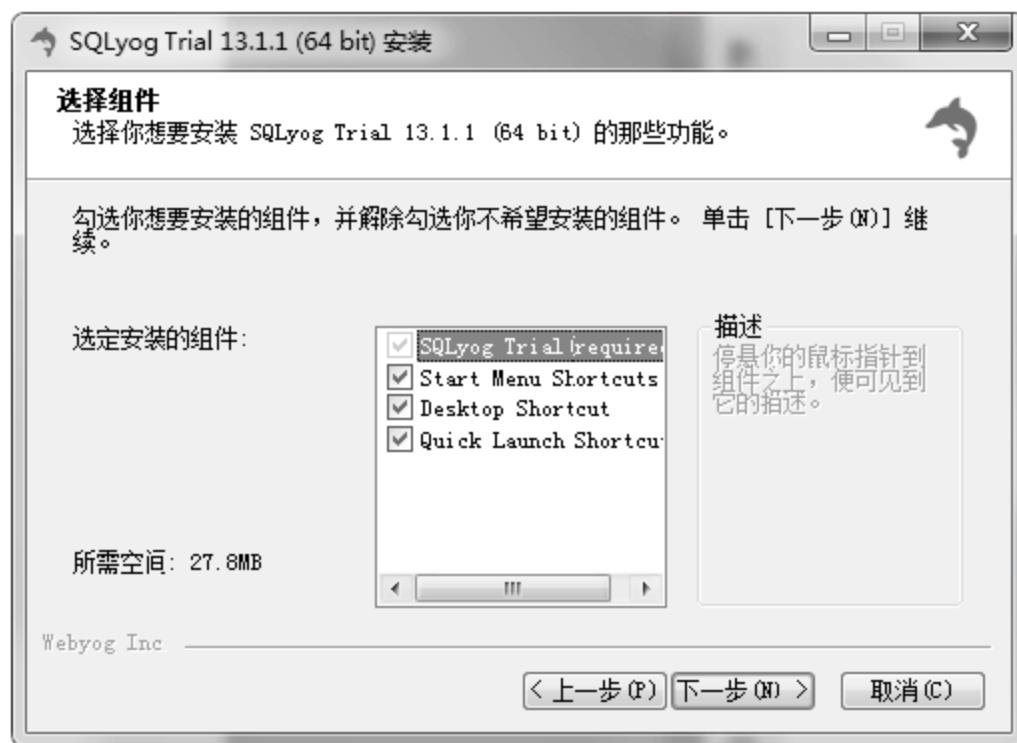 SQLyog Trial 13.1.1 (64 bit) 安装
选择组件
选择你想要安装 SQLyog Trial 13.1.1 (64 bit) 的那些功能。
勾选你想要安装的组件，并解除勾选你不希望安装的组件。 单击 [下一步(N)] 继
续。
选定安装的组件:
SQLyog Trial (require
Start Menu Shortcuts
Desktop Shortcut
Quick Launch Shortcu
描述
停悬你的鼠标指针到
组件之上，便可见到
它的描述。
所需空间: 27.8MB
Webyog Inc
< 上一步(P)
下一步(N) >
取消(C)